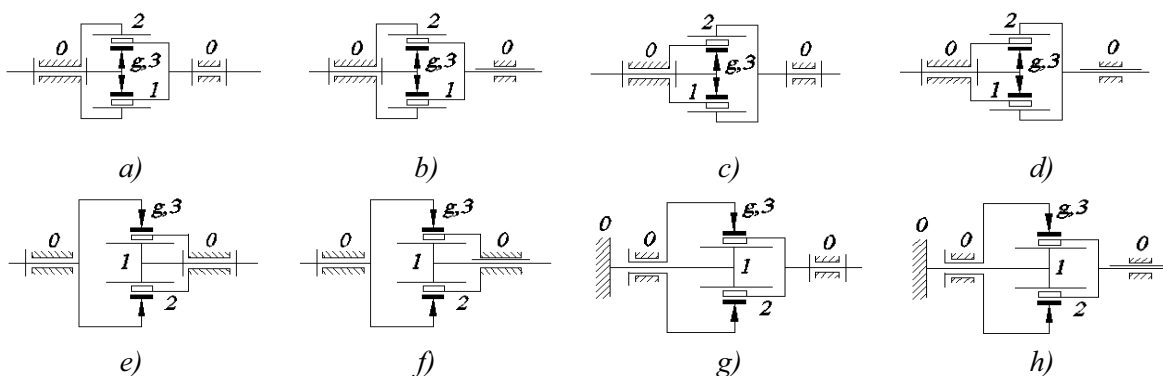 2 2 2 2
0 0 0 0 0 0 0 0
g,3 g,3 g,3 g,3
1 1 1 1
a) b) c) d)
g,3 g,3 0 g,3 0 g,3
0 0 0 0 0 0 0 0
1 1 1 1
2 2 2 2
e) f) g) h)